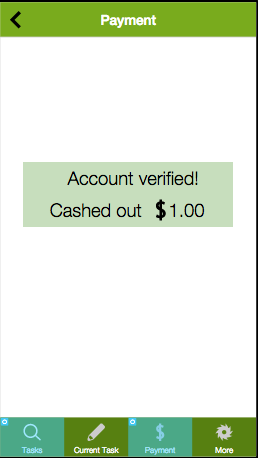 Payment
Account verified!
Cashed out $1.00
Tasks
Current Task
Payment
More